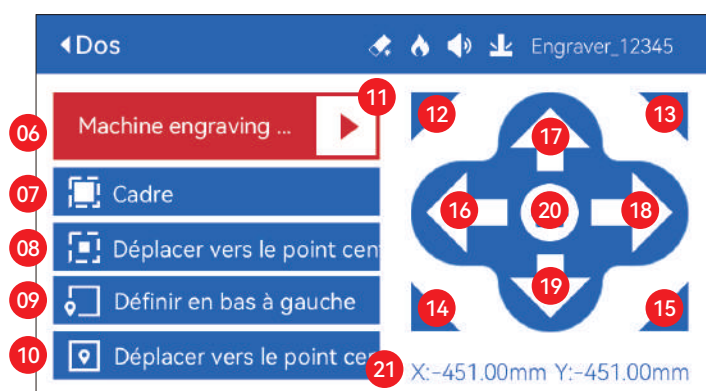 Dos
Engraver_12345
11
12
13
06
Machine engraving ...
17
07
Cadre
16
20
18
08
Déplacer vers le point cen
09
Définir en bas à gauche
19
14
15
10
Déplacer vers le point cen
21
X:-451.00mm Y:-451.00mm